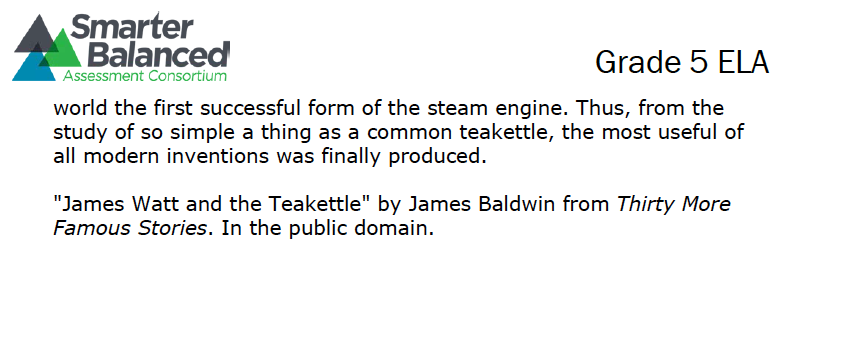 Smarter
Balanced
Assessment Consortium
Grade 5 ELA
world the first successful form of the steam engine. Thus, from the
study of so simple a thing as a common teakettle, the most useful of
all modern inventions was finally produced.
"James Watt and the Teakettle" by James Baldwin from Thirty More
Famous Stories. In the public domain.